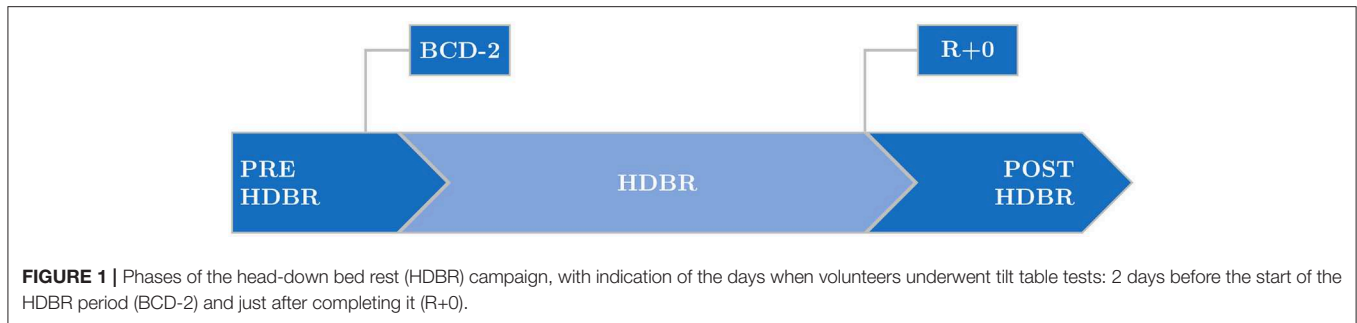 BCD-2
R+0
PRE
HDBR
HDBR
POST
HDBR
FIGURE 1 | Phases of the head-down bed rest (HDBR) campaign, with indication of the days when volunteers underwent tilt table tests: 2 days before the start of the
HDBR period (BCD-2) and just after completing it (R+0).